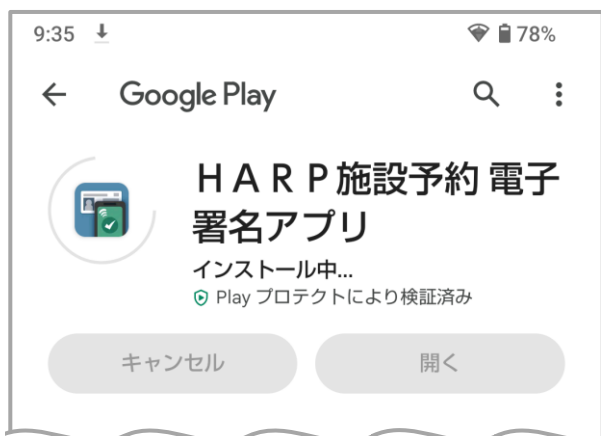 9:35 78%
Google Play
ＨＡＲＰ施設予約 電子
署名アプリ
インストール中...
Play プロテクトにより検証済み
キャンセル 開く